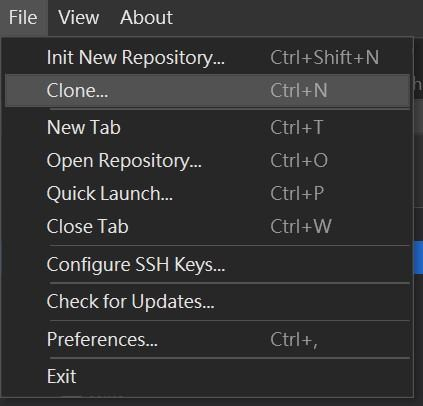 File View About
Init New Repository... Ctrl+Shift+N
Clone... Ctrl+N
New Tab Ctrl+T
Open Repository... Ctrl+O
Quick Launch... Ctrl+P
Close Tab Ctrl+W
Configure SSH Keys...
Check for Updates...
Preferences... Ctrl+,
Exit